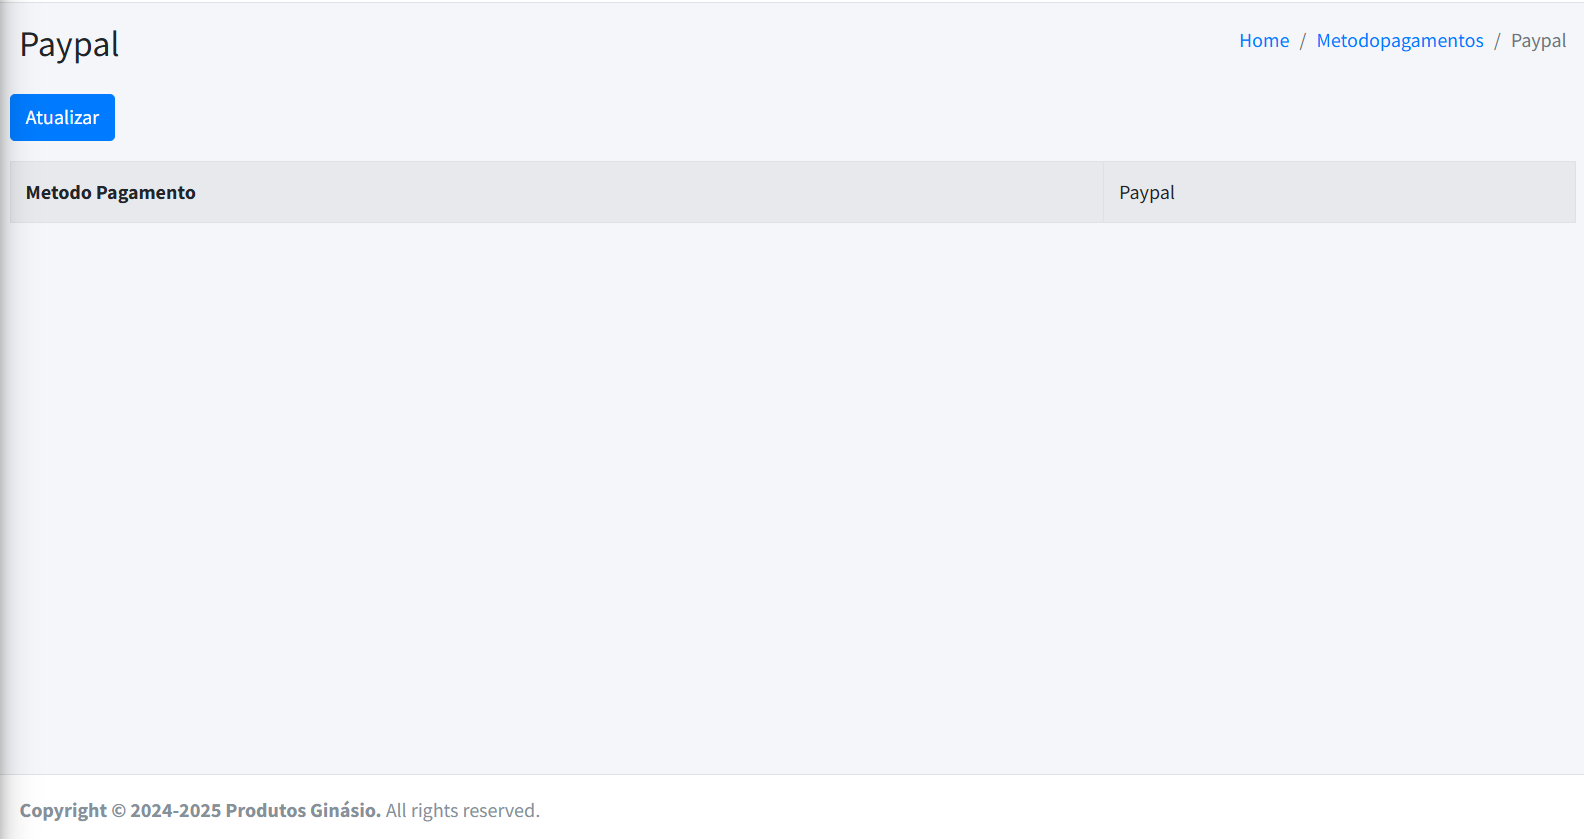 Paypal
Home / Metodopagamentos / Paypal
Atualizar
Metodo Pagamento Paypal
Copyright © 2024-2025 Produtos Ginásio. All rights reserved.